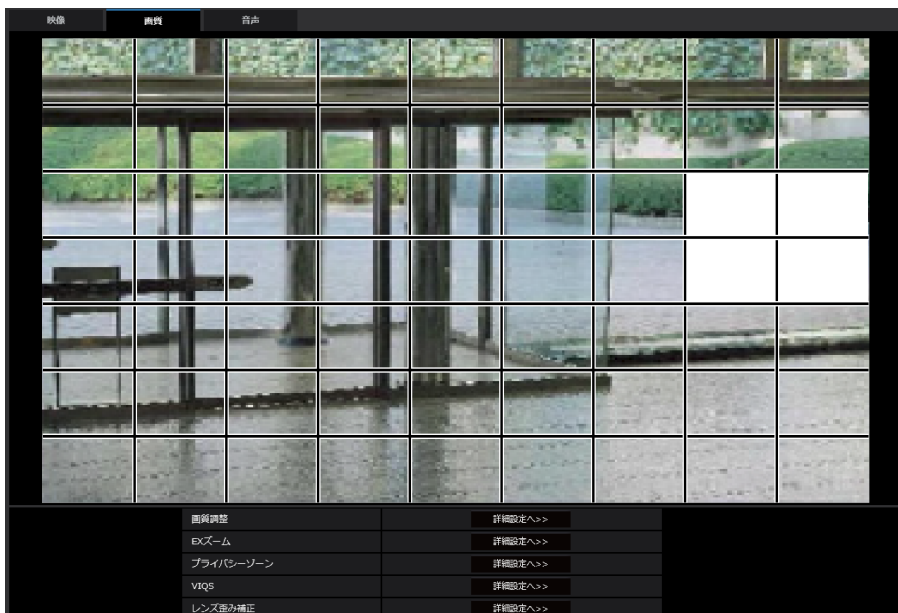 映像 画質 音声
画質調整 詳細設定へ>>
EXズーム 詳細設定へ>>
プライバシーゾーン 詳細設定へ>>
VIQS 詳細設定へ>>
レンズ歪み補正 詳細設定へ>>